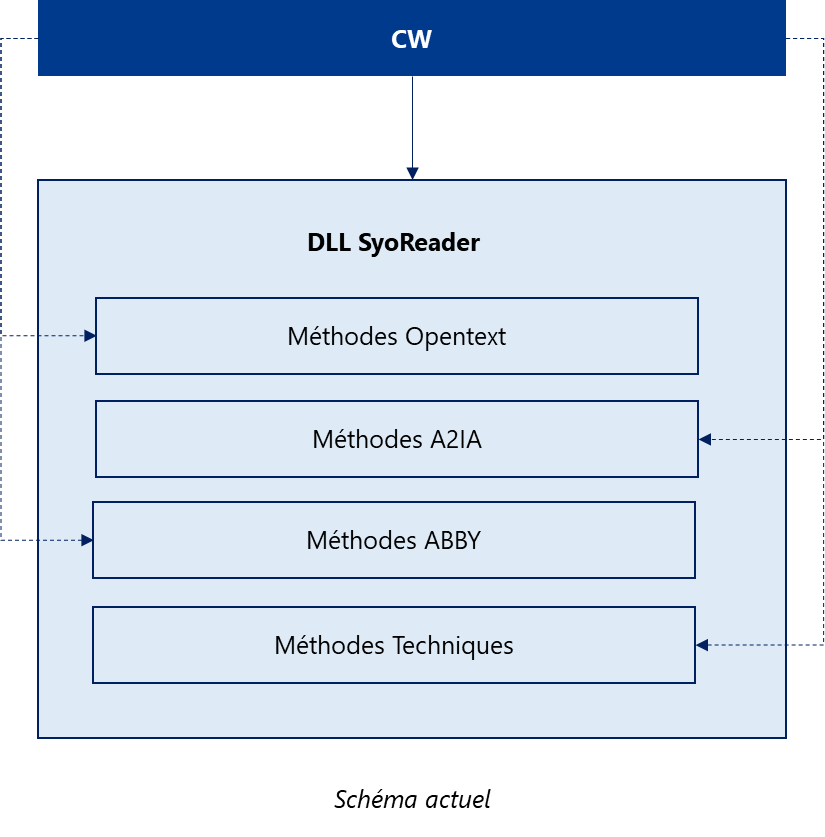 CW
DLL SyoReader
Méthodes Opentext
Méthodes A2IA
Méthodes ABBY
Méthodes Techniques
Schéma actuel